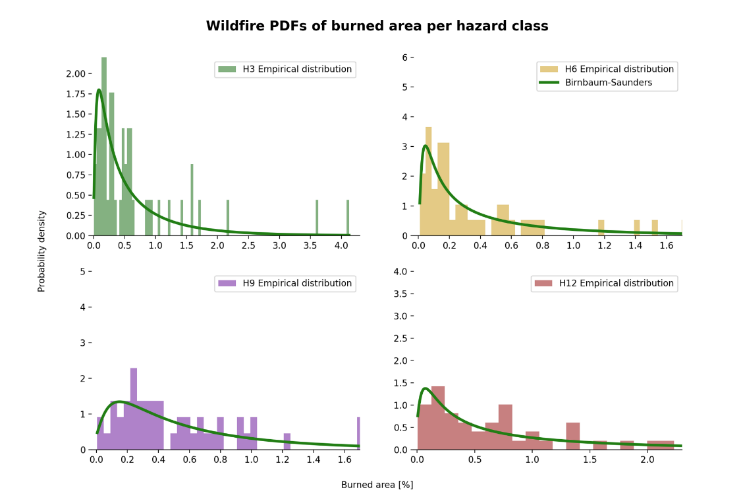 Wildfire PDFs of burned area per hazard class
H3 Empirical distribution
2.00
1.75
1.50
1.25
1.00
0.75
0.50
0.25
0.00
0.0 0.5 1.0 1.5 2.0 2.5 3.0 3.5 4.0
H6 Empirical distribution
Birnbaum-Saunders
6
5
4
3
2
1
0
0.0 0.2 0.4 0.6 0.8 1.0 1.2 1.4 1.6
Probability density
H9 Empirical distribution
5
4
3
2
1
0
0.0 0.2 0.4 0.6 0.8 1.0 1.2 1.4 1.6
H12 Empirical distribution
4.0
3.5
3.0
2.5
2.0
1.5
1.0
0.5
0.0
0.0 0.5 1.0 1.5 2.0
Burned area [%]